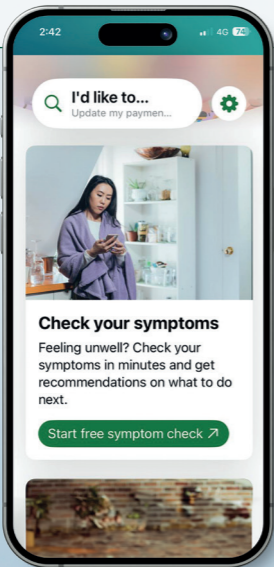 2:42
4G 74
I'd like to...
Update my paymen...
Check your symptoms
Feeling unwell? Check your
symptoms in minutes and get
recommendations on what to do
next.
Start free symptom check